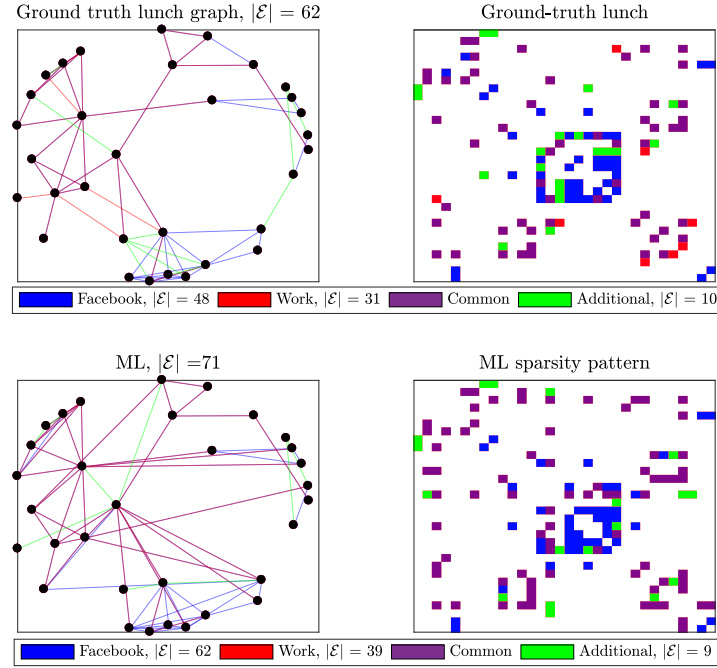 Ground truth lunch graph, |ℰ| = 62
Ground-truth lunch
Facebook, |ℰ| = 48 Work, |ℰ| = 31 Common Additional, |ℰ| = 10
ML, |ℰ| =71
ML sparsity pattern
Facebook, |ℰ| = 62 Work, |ℰ| = 39 Common Additional, |ℰ| = 9